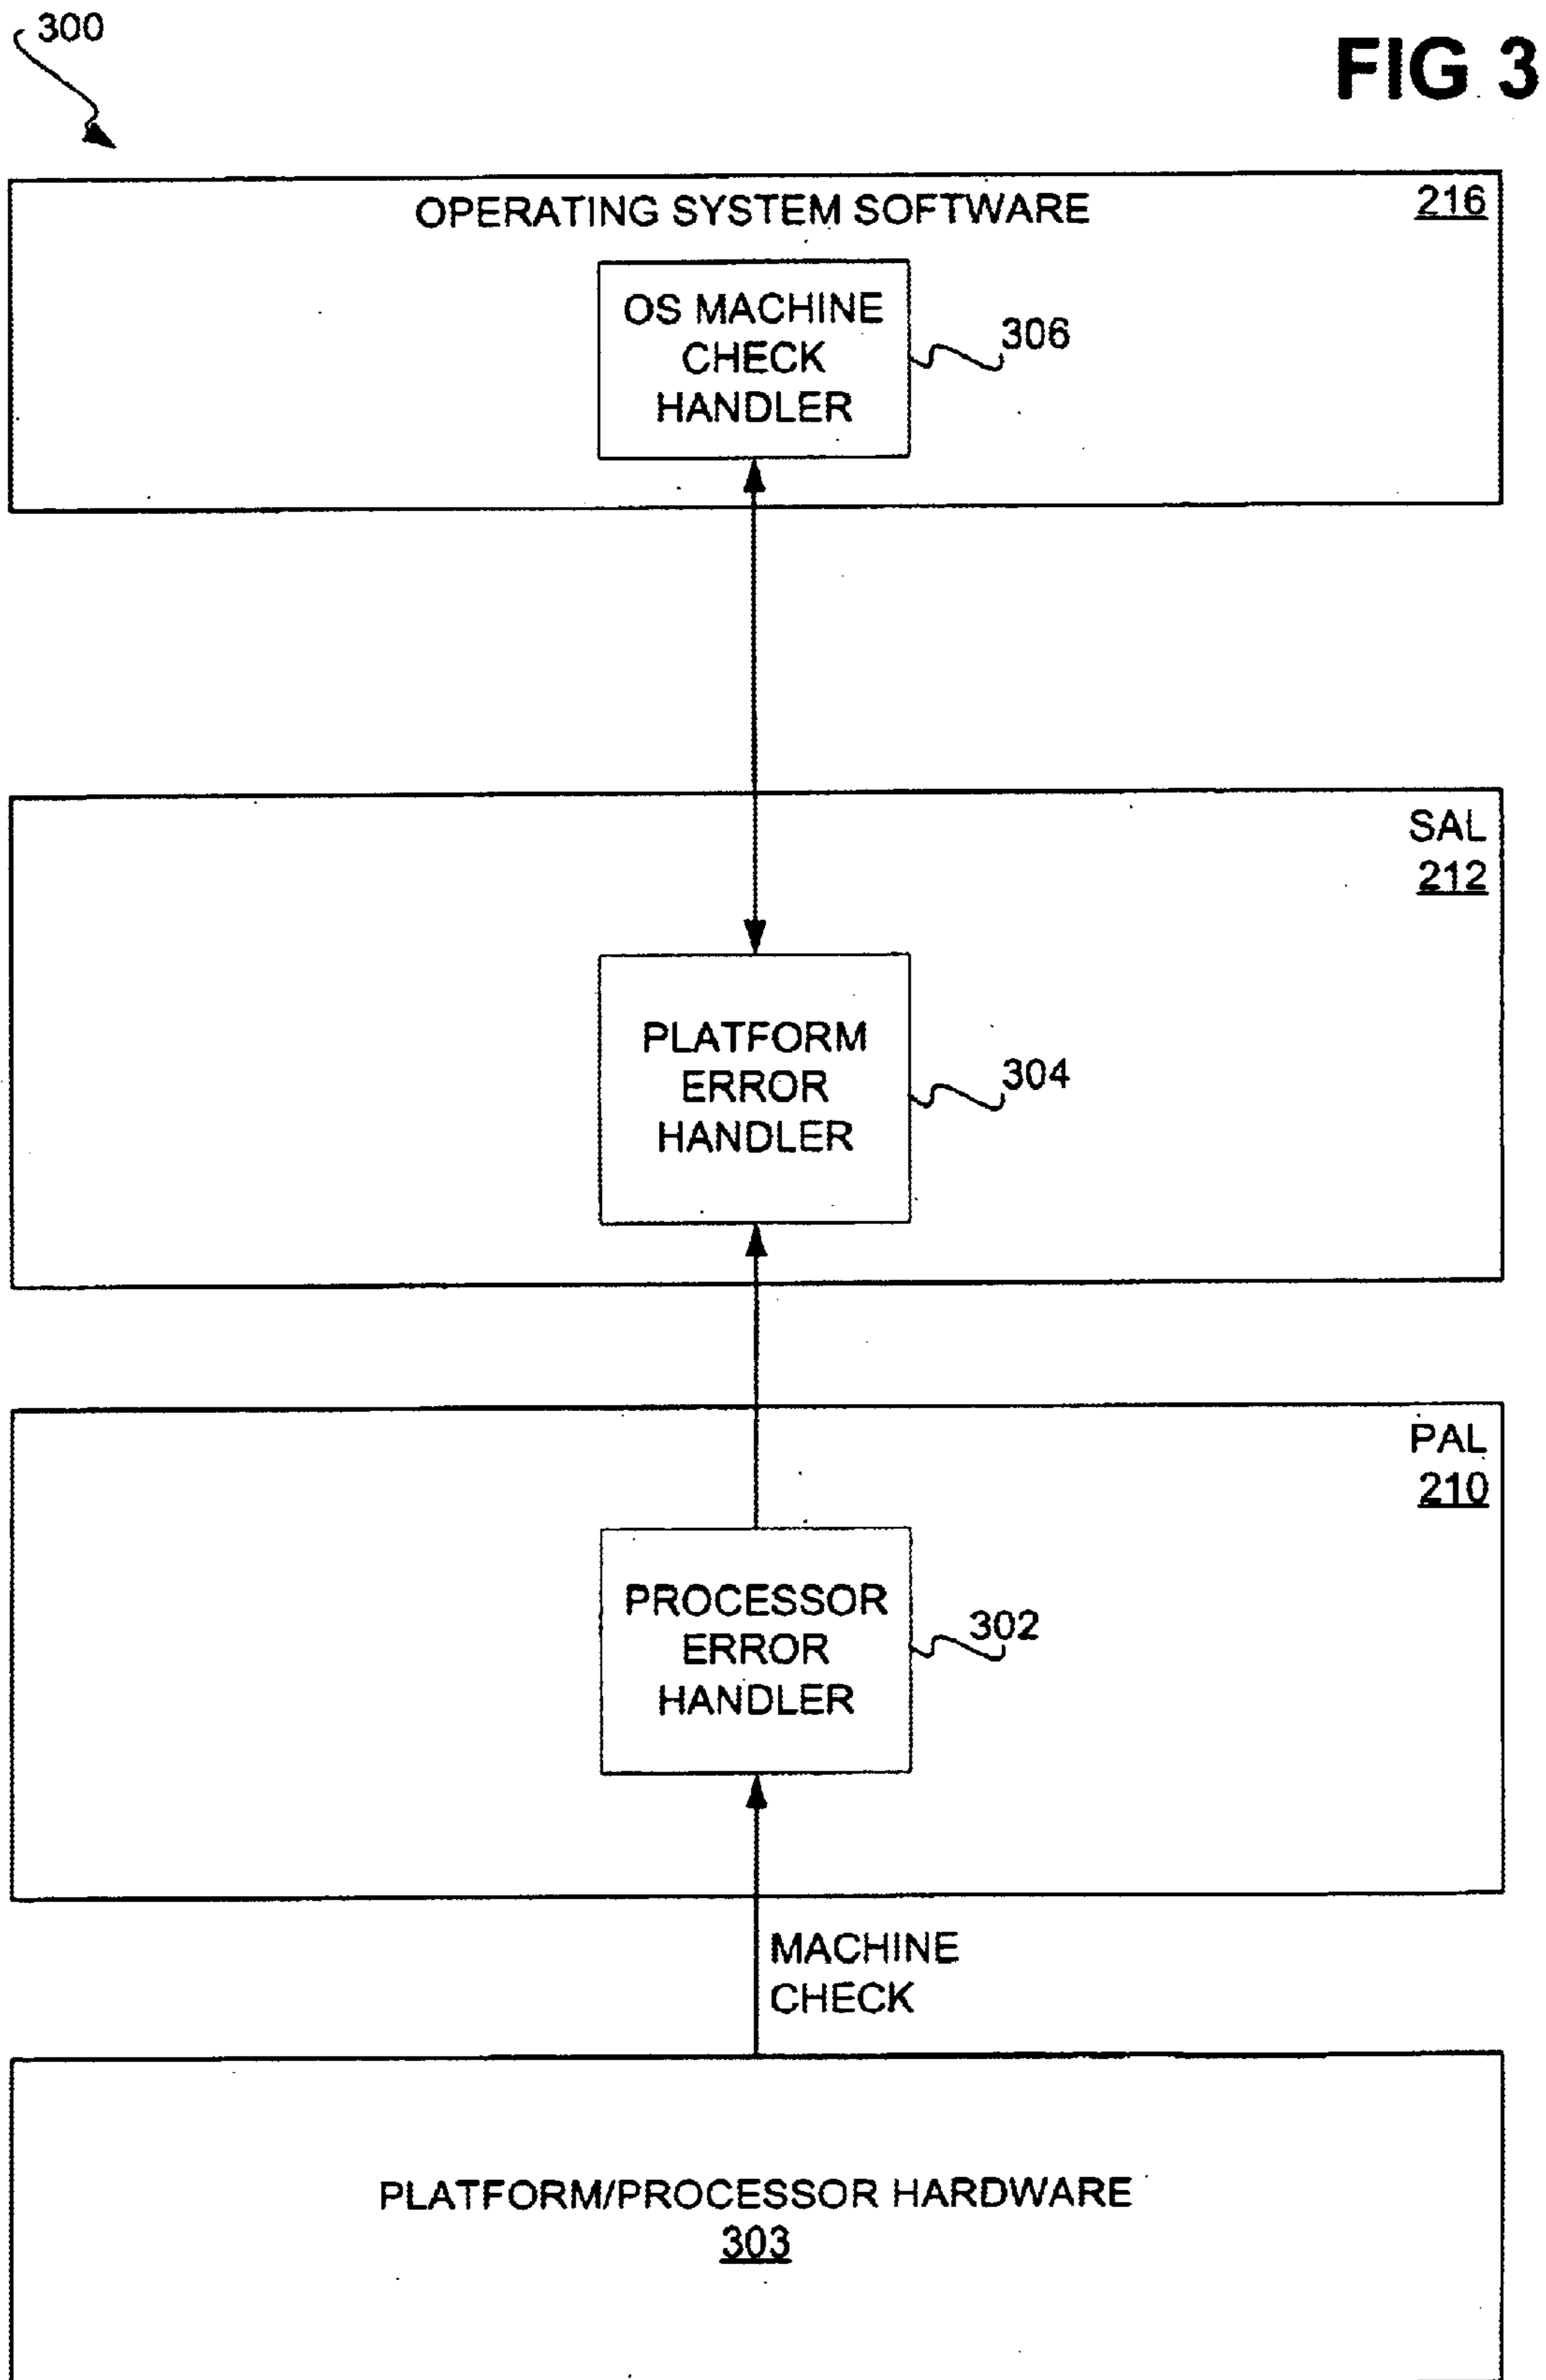 300
FIG 3
OPERATING SYSTEM SOFTWARE
216
OS MACHINE
CHECK
HANDLER
306
SAL
212
PLATFORM
ERROR
HANDLER
304
PAL
210
PROCESSOR
ERROR
HANDLER
302
MACHINE
CHECK
PLATFORM/PROCESSOR HARDWARE
303